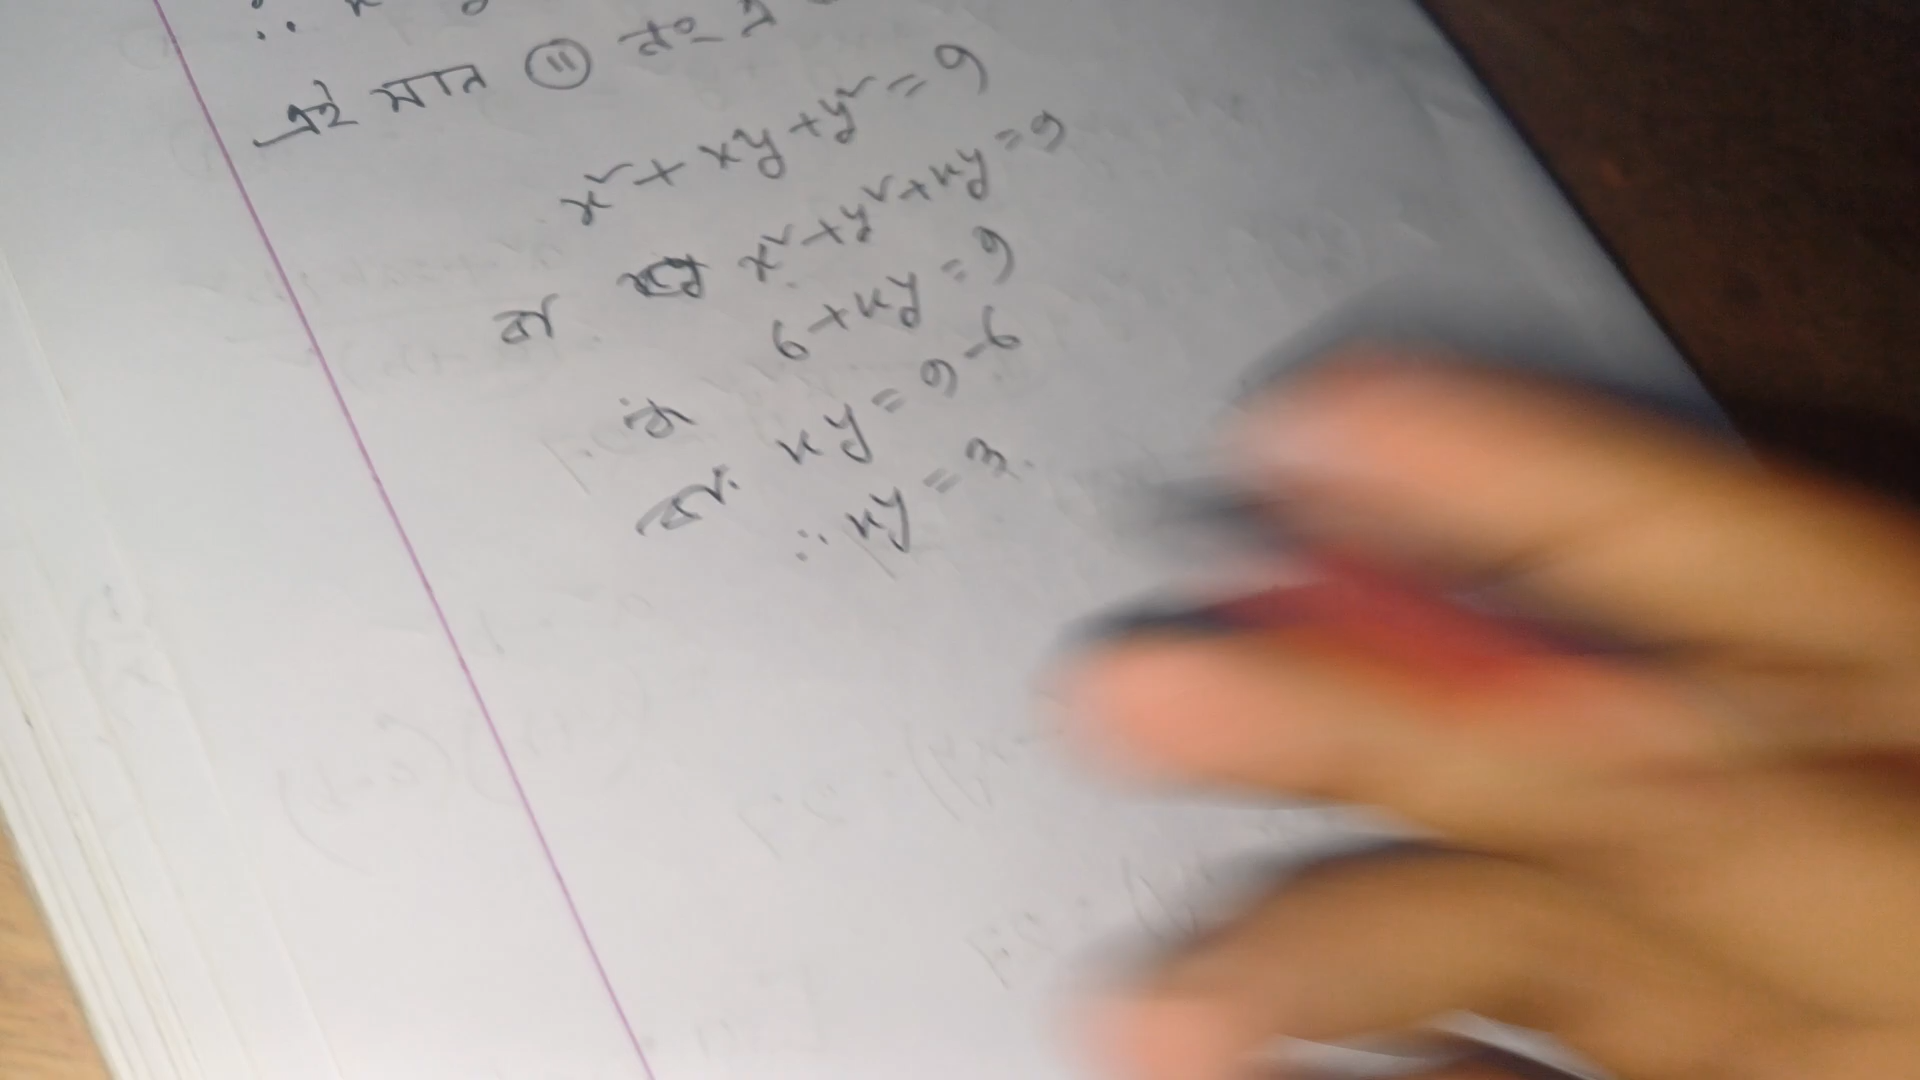 এই মান (11) নং এ
x² + xy + y² = 9
বা x² + y² + xy = 9
বা 6 + xy = 9
বা xy = 9 - 6
∴ xy = 3.